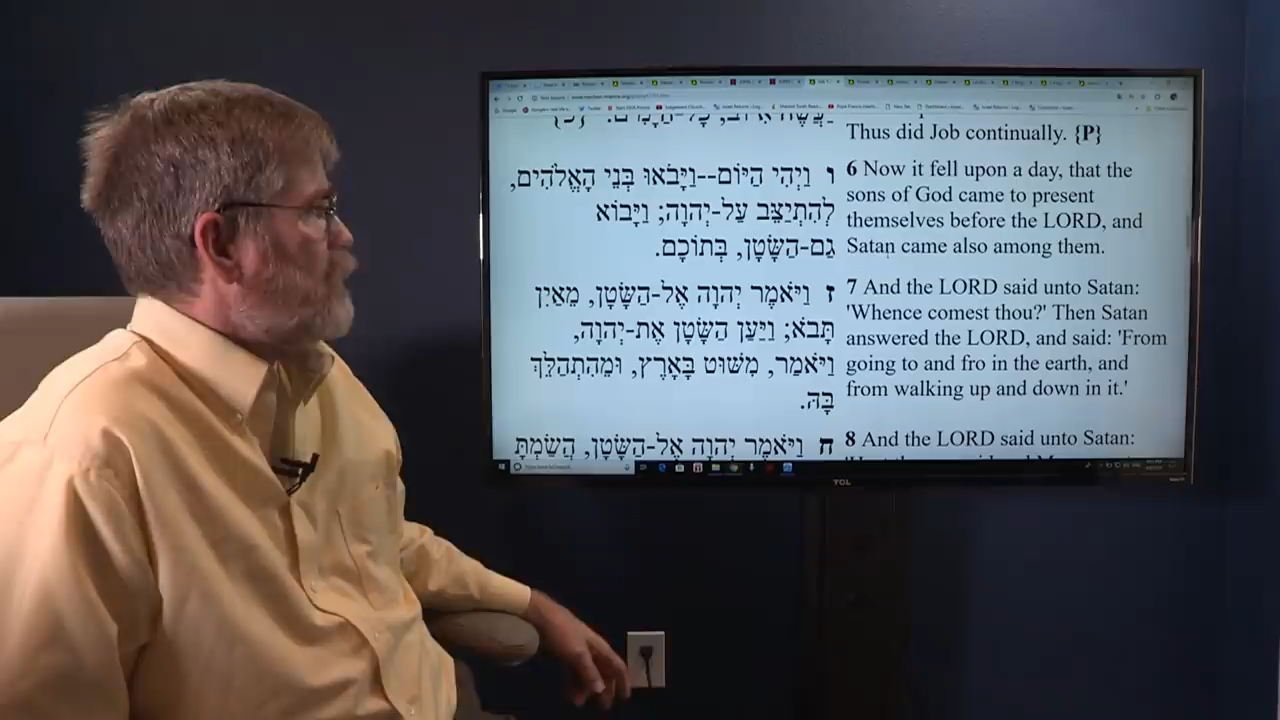 Thus did Job continually. {P}
ו וַיְהִי הַיּוֹם--וַיָּבֹאוּ בְּנֵי הָאֱלֹהִים,
לְהִתְיַצֵּב עַל-יְהוָה; וַיָּבוֹא
גַם-הַשָּׂטָן, בְּתוֹכָם.
6 Now it fell upon a day, that the
sons of God came to present
themselves before the LORD, and
Satan came also among them.
ז וַיֹּאמֶר יְהוָה אֶל-הַשָּׂטָן, מֵאַיִן
תָּבֹא; וַיַּעַן הַשָּׂטָן אֶת-יְהוָה,
וַיֹּאמַר, מִשּׁוּט בָּאָרֶץ, וּמֵהִתְהַלֵּךְ
בָּהּ.
7 And the LORD said unto Satan:
'Whence comest thou?' Then Satan
answered the LORD, and said: 'From
going to and fro in the earth, and
from walking up and down in it.'
ח וַיֹּאמֶר יְהוָה אֶל-הַשָּׂטָן, הֲשַׂמְתָּ
8 And the LORD said unto Satan:
TCL